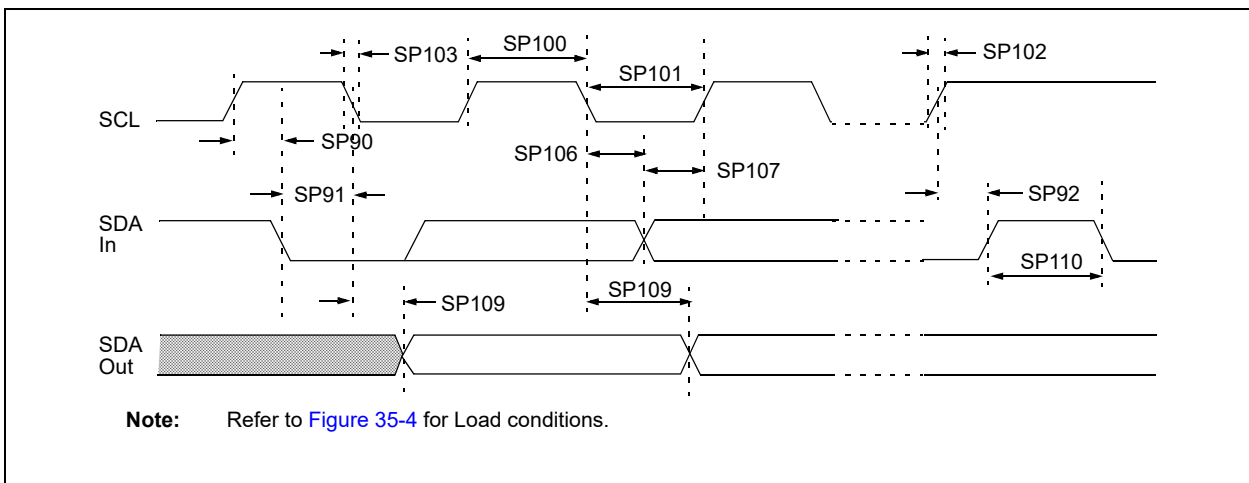 SP103
SP100
SP102
SP101
SCL
SP90
SP106
SP107
SP91
SP92
SDA
In
SP110
SP109
SP109
SDA
Out
Note: Refer to Figure 35-4 for Load conditions.